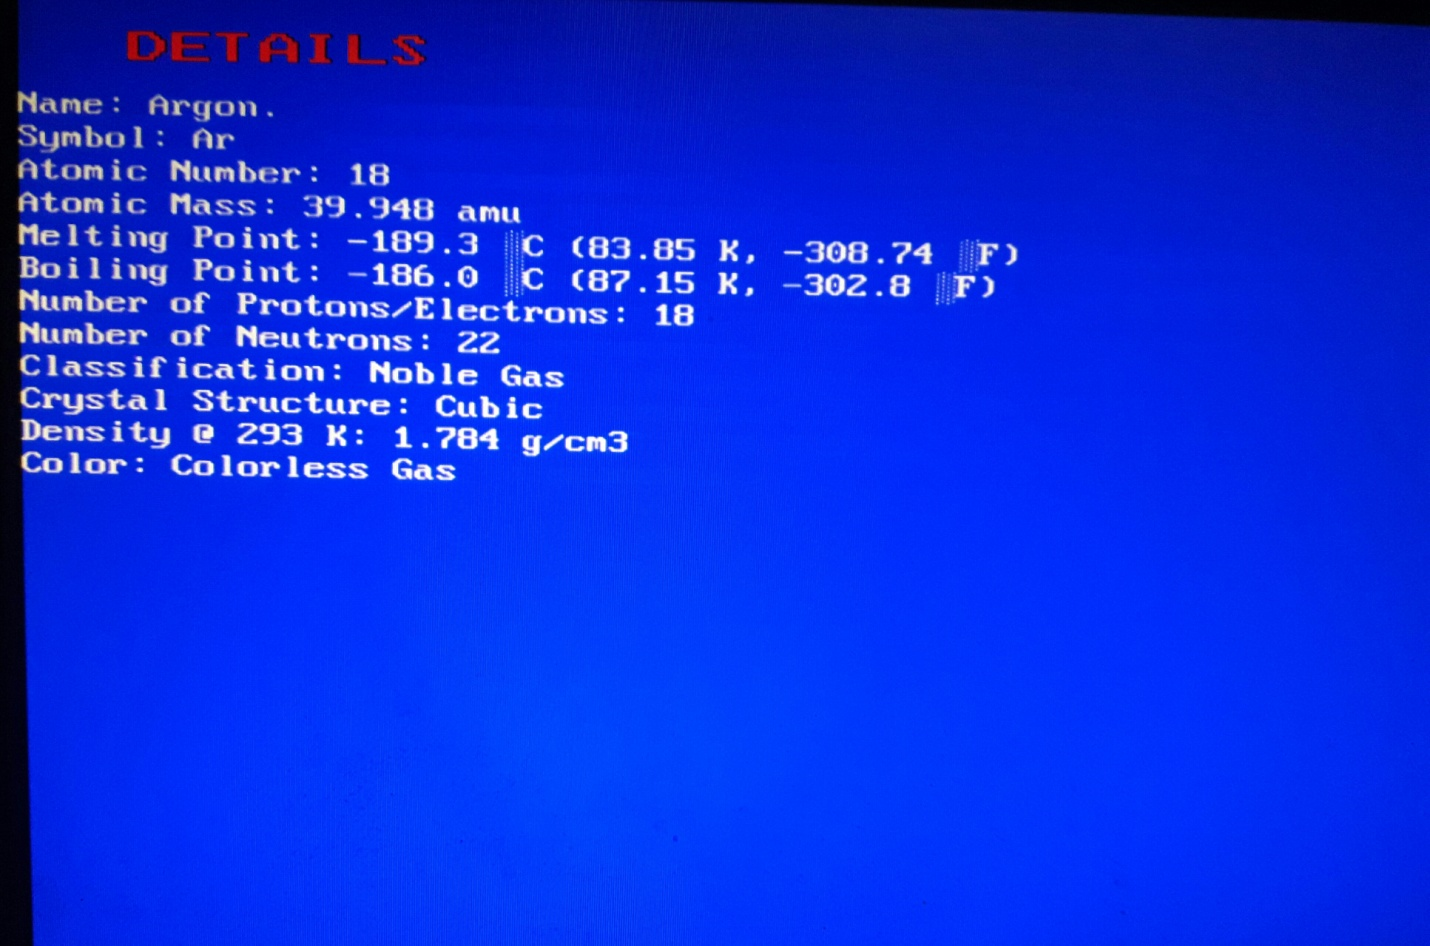 DETAILS
Name: Argon.
Symbol: Ar
Atomic Number: 18
Atomic Mass: 39.948 amu
Melting Point: -189.3 ░C (83.85 K, -308.74 ░F)
Boiling Point: -186.0 ░C (87.15 K, -302.8 ░F)
Number of Protons/Electrons: 18
Number of Neutrons: 22
Classification: Noble Gas
Crystal Structure: Cubic
Density @ 293 K: 1.784 g/cm3
Color: Colorless Gas